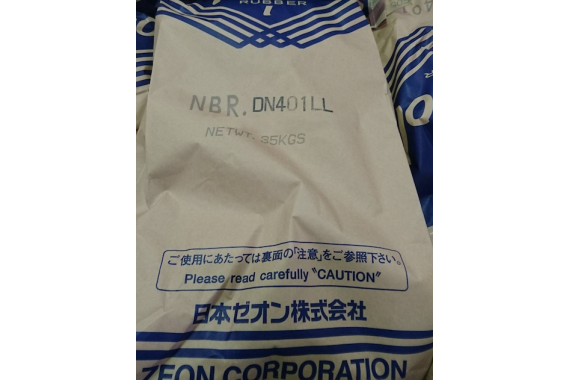 RUBBER
NBR. DN401LL
NETWT. 35KGS
ご使用にあたっては裏面の「注意」をご参照下さい。
Please read carefully "CAUTION"
日本ゼオン株式会社
ZEON CORPORATION